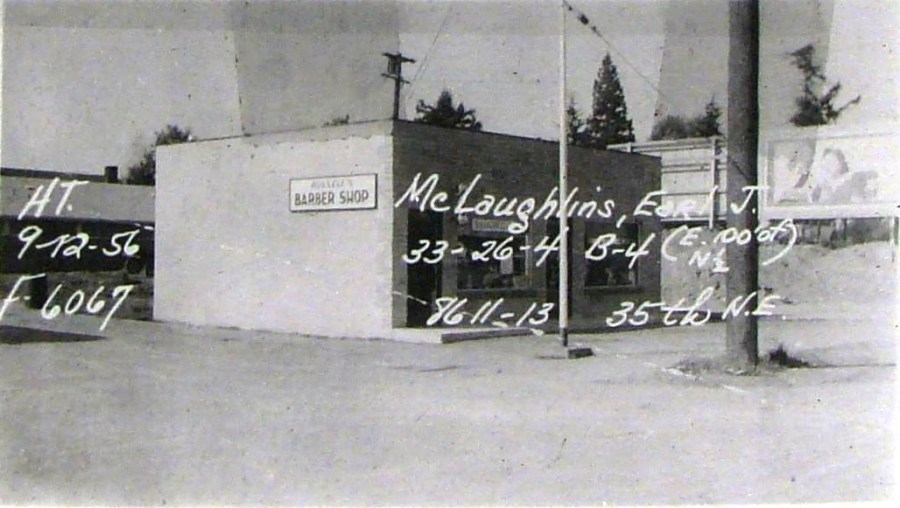 RUSSELL'S
BARBER SHOP
HT.
9-12-56
F-6067
McLaughlins, Earl J.
33-26-4 B-4 (E. 100' of
N½)
8611-13 35th N.E.